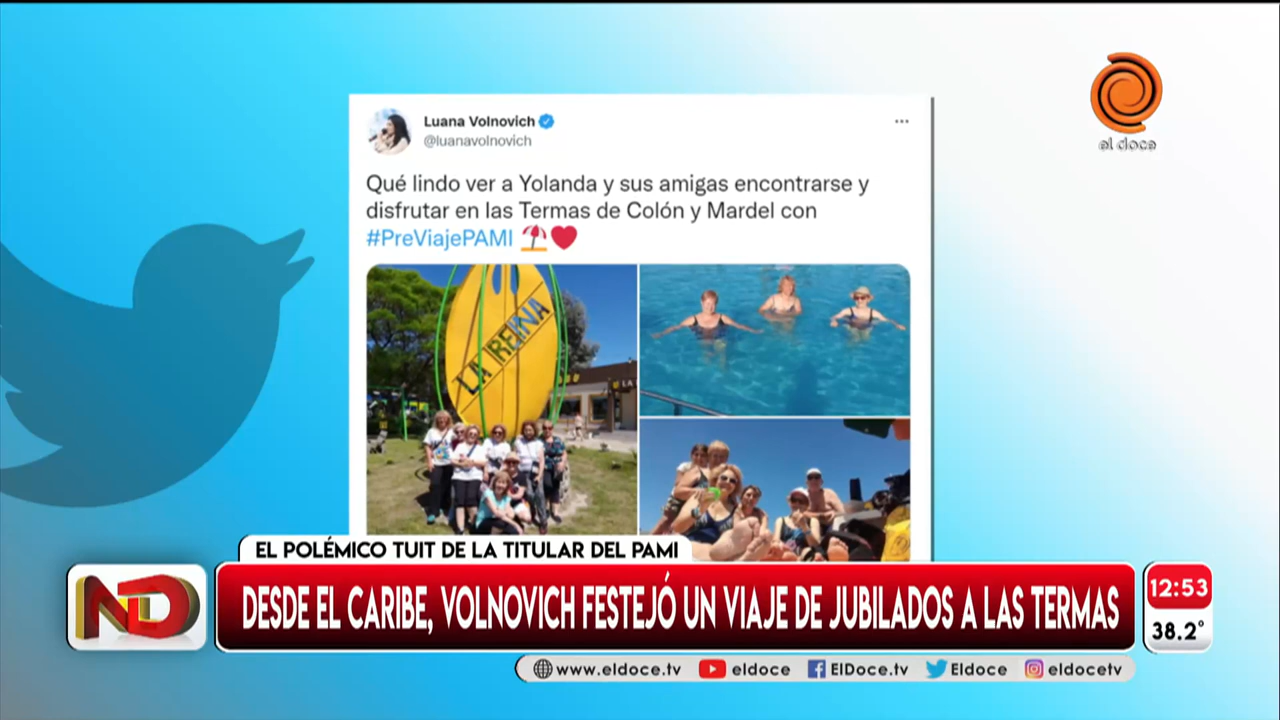 el doce
Luana Volnovich
@luanavolnovich
Qué lindo ver a Yolanda y sus amigas encontrarse y
disfrutar en las Termas de Colón y Mardel con
#PreViajePAMI
LA REINA
EL POLÉMICO TUIT DE LA TITULAR DEL PAMI
ND
DESDE EL CARIBE, VOLNOVICH FESTEJÓ UN VIAJE DE JUBILADOS A LAS TERMAS
12:53
38.2°
www.eldoce.tv eldoce ElDoce.tv ElDoce eldocetv